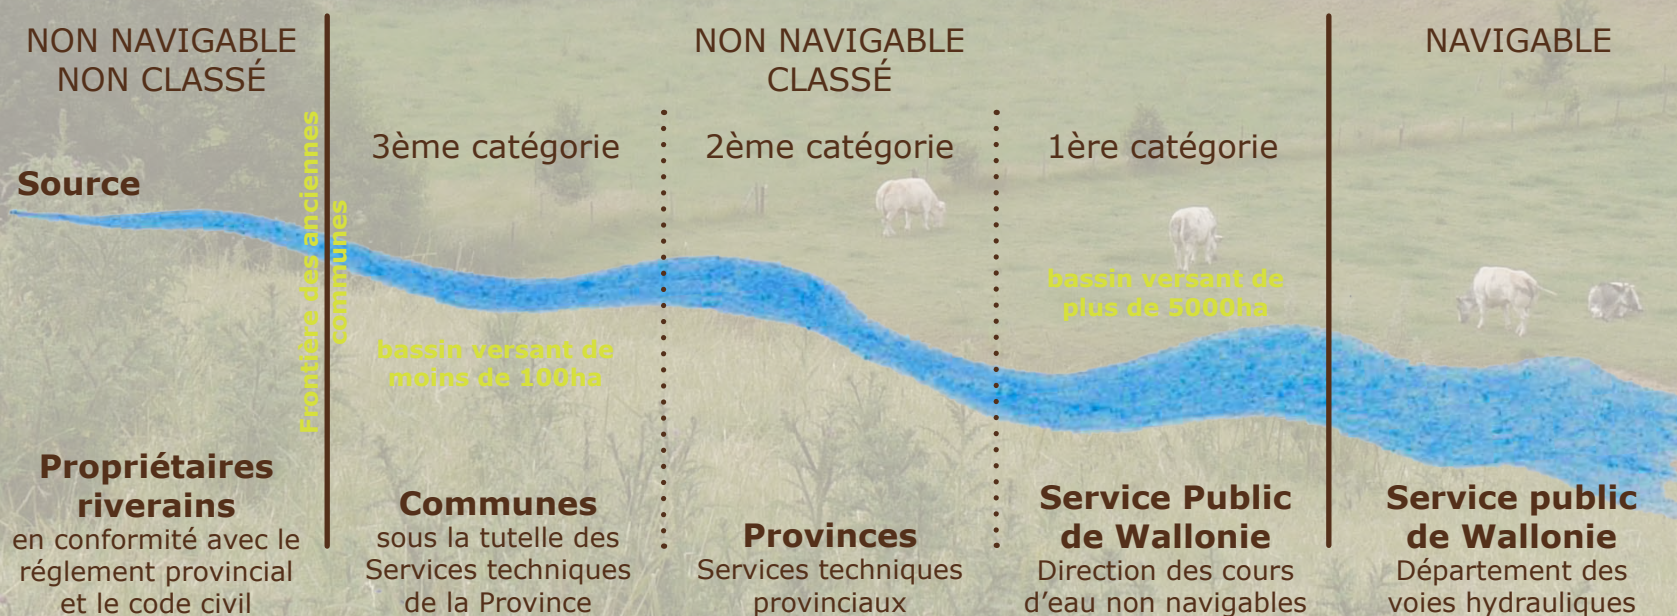 NON NAVIGABLE
NON CLASSÉ
NON NAVIGABLE
CLASSÉ
NAVIGABLE
3ème catégorie
2ème catégorie
1ère catégorie
Source
Frontière des anciennes
communes
bassin versant de
moins de 100ha
bassin versant de
plus de 5000ha
Propriétaires
riverains
en conformité avec le
réglement provincial
et le code civil
Communes
sous la tutelle des
Services techniques
de la Province
Provinces
Services techniques
provinciaux
Service Public
de Wallonie
Direction des cours
d'eau non navigables
Service public
de Wallonie
Département des
voies hydrauliques